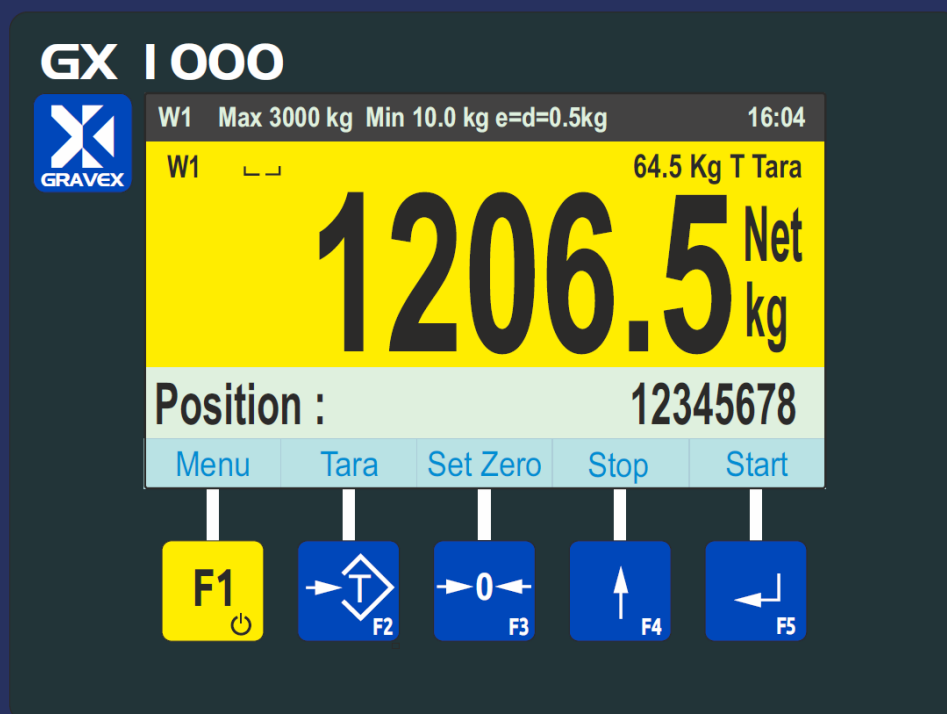 GX 1000
GRAVEX
W1 Max 3000 kg Min 10.0 kg e=d=0.5kg 16:04
W1 64.5 Kg T Tara
1206.5 Net kg
Position : 12345678
Menu Tara Set Zero Stop Start
F1 T F2 0 F3 F4 F5